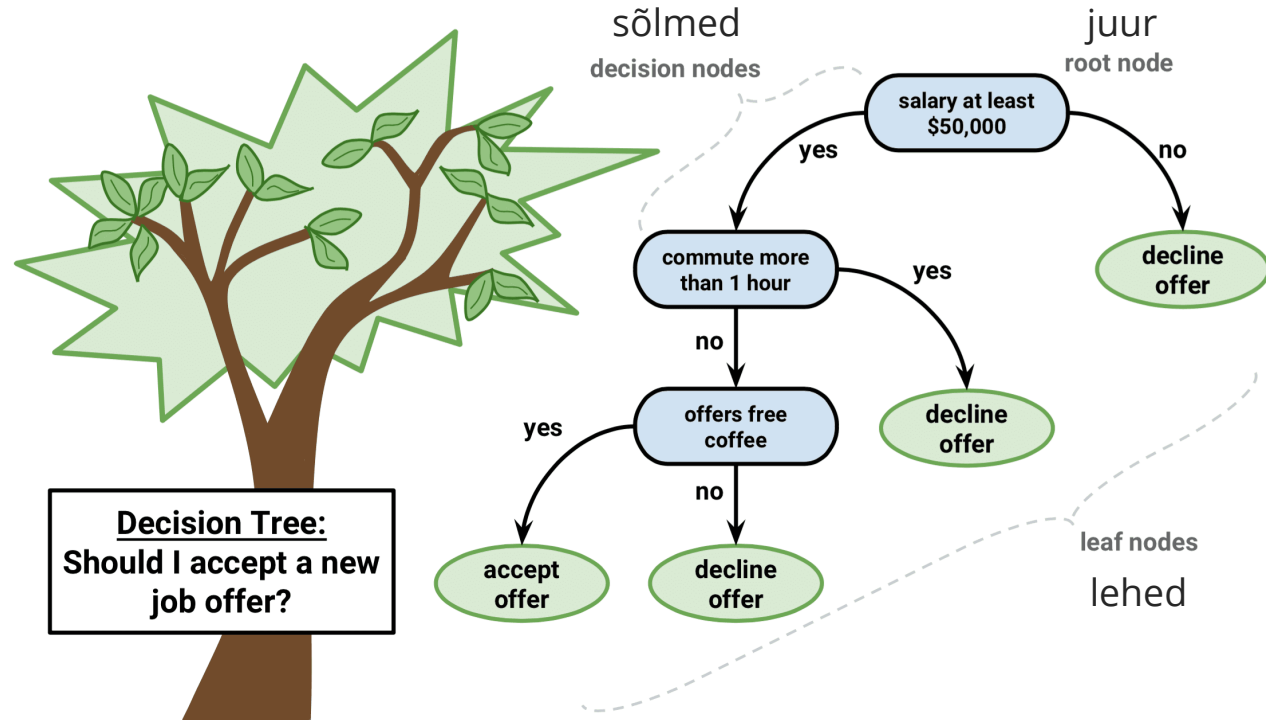 sõlmed
decision nodes
juur
root node
salary at least
$50,000
yes
no
commute more
than 1 hour
yes
decline
offer
no
offers free
coffee
decline
offer
yes
no
accept
offer
decline
offer
leaf nodes
lehed
Decision Tree:
Should I accept a new
job offer?